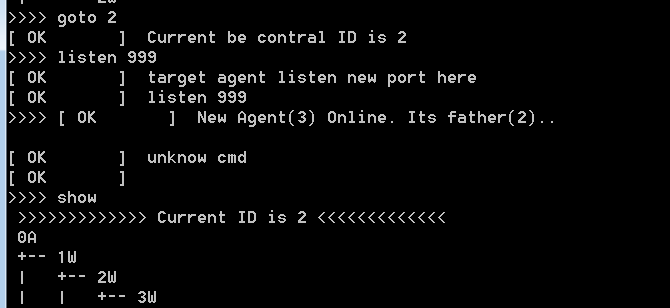 >>>> goto 2
[ OK       ]  Current be contral ID is 2
>>>> listen 999
[ OK       ]  target agent listen new port here
[ OK       ]  listen 999
>>>> [ OK       ]  New Agent(3) Online. Its father(2)..
[ OK       ]  unknow cmd
[ OK       ]
>>>> show
>>>>>>>>>>>>> Current ID is 2 <<<<<<<<<<<<<
0A
+-- 1W
|   +-- 2W
|   |   +-- 3W